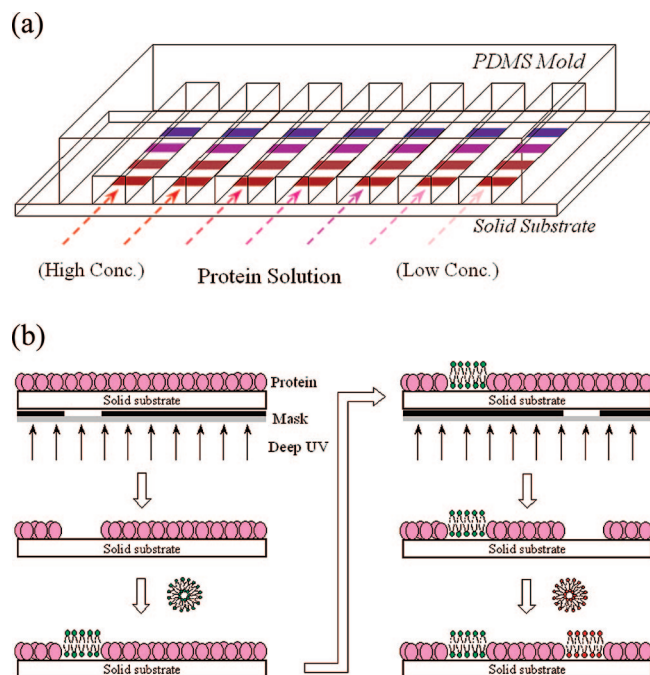 (a)
PDMS Mold
Solid Substrate
(High Conc.)
Protein Solution
(Low Conc.)
(b)
Protein
Solid substrate
Mask
Deep UV
Solid substrate
Solid substrate
Solid substrate
Solid substrate
Solid substrate